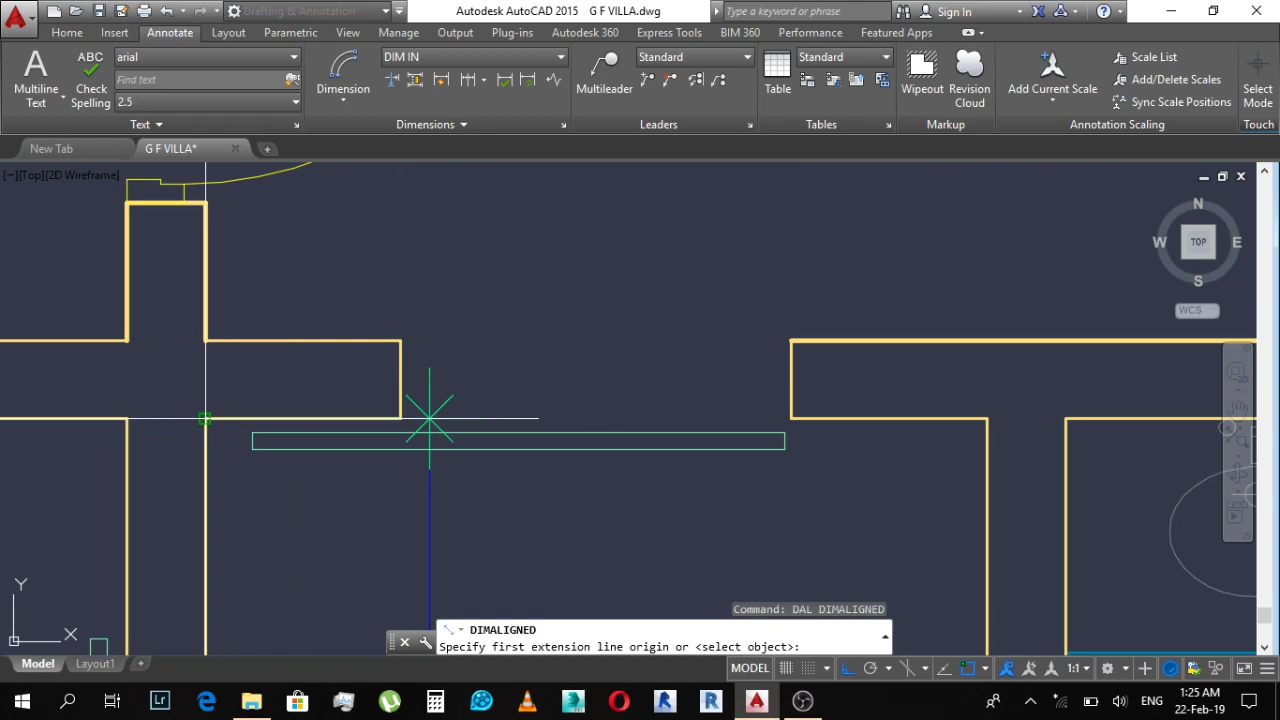 Drafting & Annotation
Autodesk AutoCAD 2015 G F VILLA.dwg
Type a keyword or phrase
Sign In
Home Insert Annotate Layout Parametric View Manage Output Plug-ins Autodesk 360 Express Tools BIM 360 Performance Featured Apps
Multiline Text
ABC
Check Spelling
arial
Find text
2.5
Text
Dimension
DIM IN
Dimensions
Multileader
Standard
Leaders
Table
Standard
Tables
Wipeout
Revision Cloud
Markup
Add Current Scale
Scale List
Add/Delete Scales
Sync Scale Positions
Annotation Scaling
Select Mode
Touch
New Tab G F VILLA*
[−][Top][2D Wireframe]
N
W TOP E
S
WCS
Y
X
Command: DAL DIMALIGNED
DIMALIGNED
Specify first extension line origin or <select object>:
Model Layout1
MODEL
1:1
Lr
R
R
ENG
1:25 AM
22-Feb-19